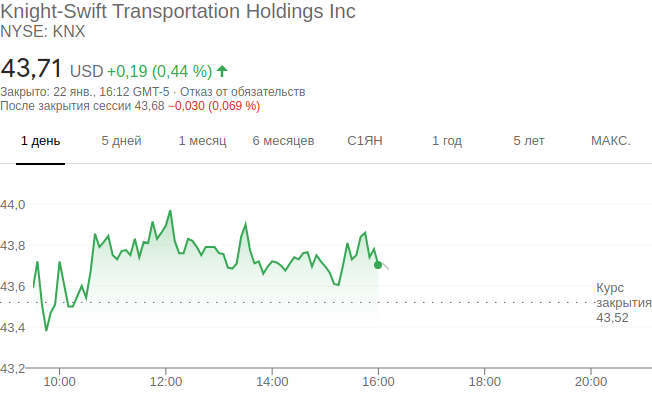 Knight-Swift Transportation Holdings Inc
NYSE: KNX
43,71 USD +0,19 (0,44 %)
Закрыто: 22 янв., 16:12 GMT-5 · Отказ от обязательств
После закрытия сессии 43,68 −0,030 (0,069 %)
1 день 5 дней 1 месяц 6 месяцев С1ЯН 1 год 5 лет МАКС.
44,0
43,8
43,6
Курс
закрытия
43,52
43,4
43,2
10:00 12:00 14:00 16:00 18:00 20:00